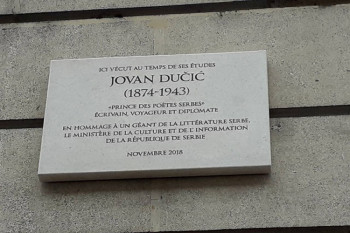 ICI VÉCUT AU TEMPS DE SES ÉTUDES
JOVAN DUČIĆ
(1874-1943)
«PRINCE DES POÈTES SERBES»
ÉCRIVAIN, VOYAGEUR ET DIPLOMATE
EN HOMMAGE À UN GÉANT DE LA LITTÉRATURE SERBE,
LE MINISTÈRE DE LA CULTURE ET DE L'INFORMATION
DE LA RÉPUBLIQUE DE SERBIE
NOVEMBRE 2018